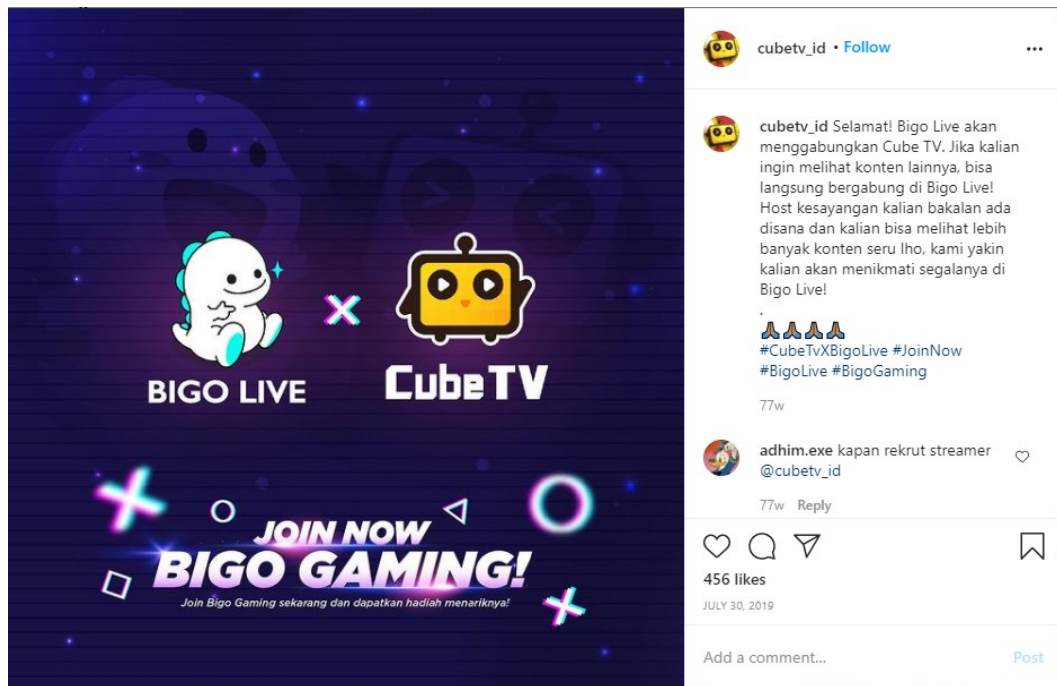 BIGO LIVE
CubeTV
JOIN NOW
BIGO GAMING!
Join Bigo Gaming sekarang dan dapatkan hadiah menariknya!
cubetv_id • Follow
cubetv_id Selamat! Bigo Live akan
menggabungkan Cube TV. Jika kalian
ingin melihat konten lainnya, bisa
langsung bergabung di Bigo Live!
Host kesayangan kalian bakalan ada
disana dan kalian bisa melihat lebih
banyak konten seru lho, kami yakin
kalian akan menikmati segalanya di
Bigo Live!
.
🙏🏽🙏🏽🙏🏽🙏🏽
#CubeTvXBigoLive #JoinNow
#BigoLive #BigoGaming
77w
adhim.exe kapan rekrut streamer
@cubetv_id
77w Reply
456 likes
JULY 30, 2019
Add a comment... Post